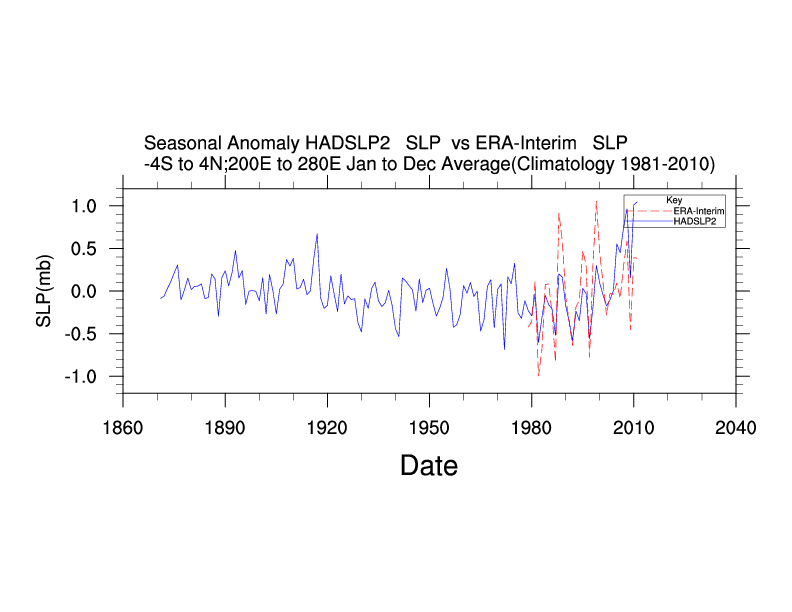 Seasonal Anomaly HADSLP2 SLP vs ERA-Interim SLP
-4S to 4N;200E to 280E Jan to Dec Average(Climatology 1981-2010)
Key
ERA-Interim
HADSLP2
1.0
0.5
0.0
-0.5
-1.0
SLP(mb)
1860 1890 1920 1950 1980 2010 2040
Date